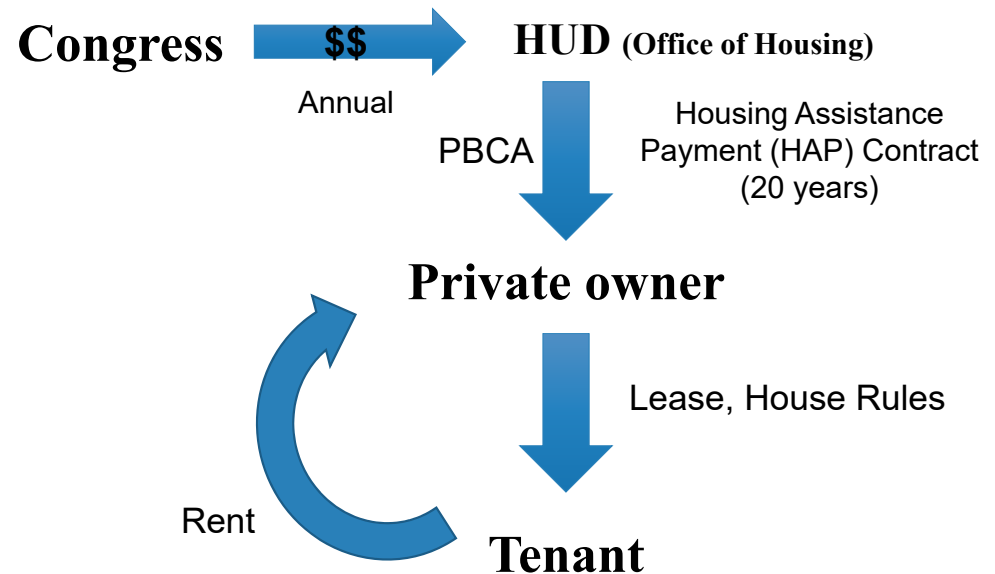 Congress
$$
HUD (Office of Housing)
Annual
PBCA
Housing Assistance
Payment (HAP) Contract
(20 years)
Private owner
Lease, House Rules
Rent
Tenant